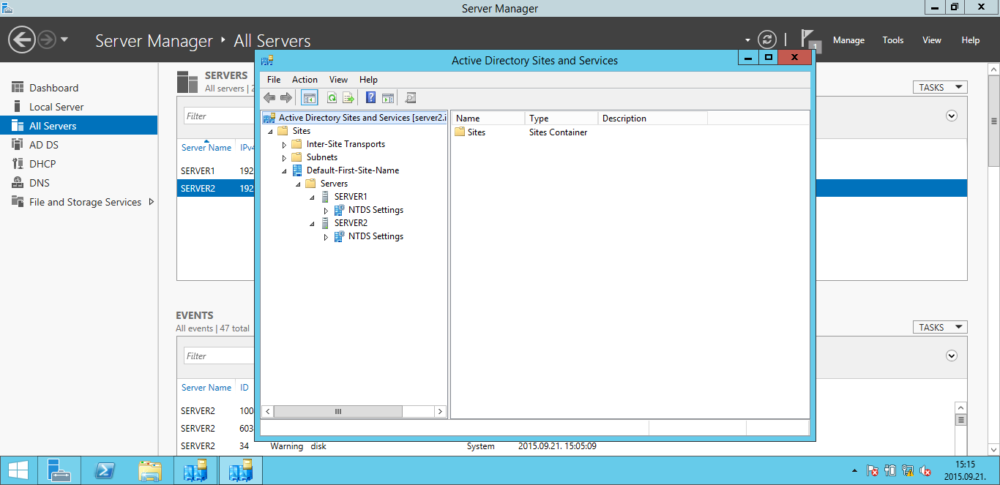 Server Manager
Server Manager ‣ All Servers
1
Manage Tools View Help
Dashboard
Local Server
All Servers
AD DS
DHCP
DNS
File and Storage Services
SERVERS
All servers | 2
TASKS
Filter
Server Name IPv4
SERVER1 192
SERVER2 192
EVENTS
All events | 47 total
TASKS
Filter
Server Name ID
SERVER2 100
SERVER2 603
SERVER2 34 Warning disk System 2015.09.21. 15:05:09
Active Directory Sites and Services
File Action View Help
Active Directory Sites and Services [server2.i
Sites
Inter-Site Transports
Subnets
Default-First-Site-Name
Servers
SERVER1
NTDS Settings
SERVER2
NTDS Settings
Name Type Description
Sites Sites Container
15:15
2015.09.21.